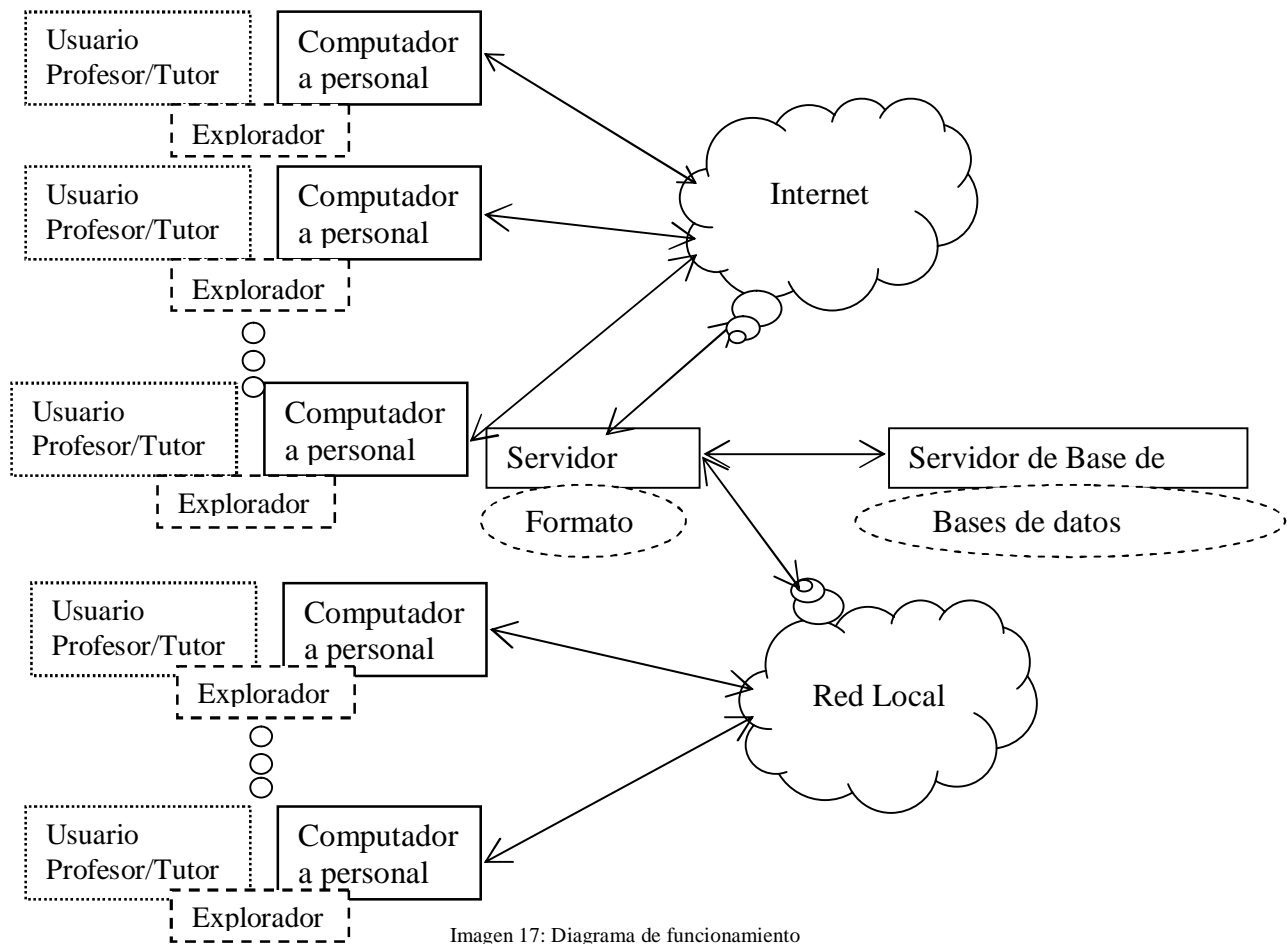 Usuario
Profesor/Tutor
Computador
a personal
Explorador
Usuario
Profesor/Tutor
Computador
a personal
Explorador
Internet
Usuario
Profesor/Tutor
Computador
a personal
Explorador
Servidor
Formato
Servidor de Base de
Bases de datos
Usuario
Profesor/Tutor
Computador
a personal
Explorador
Red Local
Usuario
Profesor/Tutor
Computador
a personal
Explorador
Imagen 17: Diagrama de funcionamiento